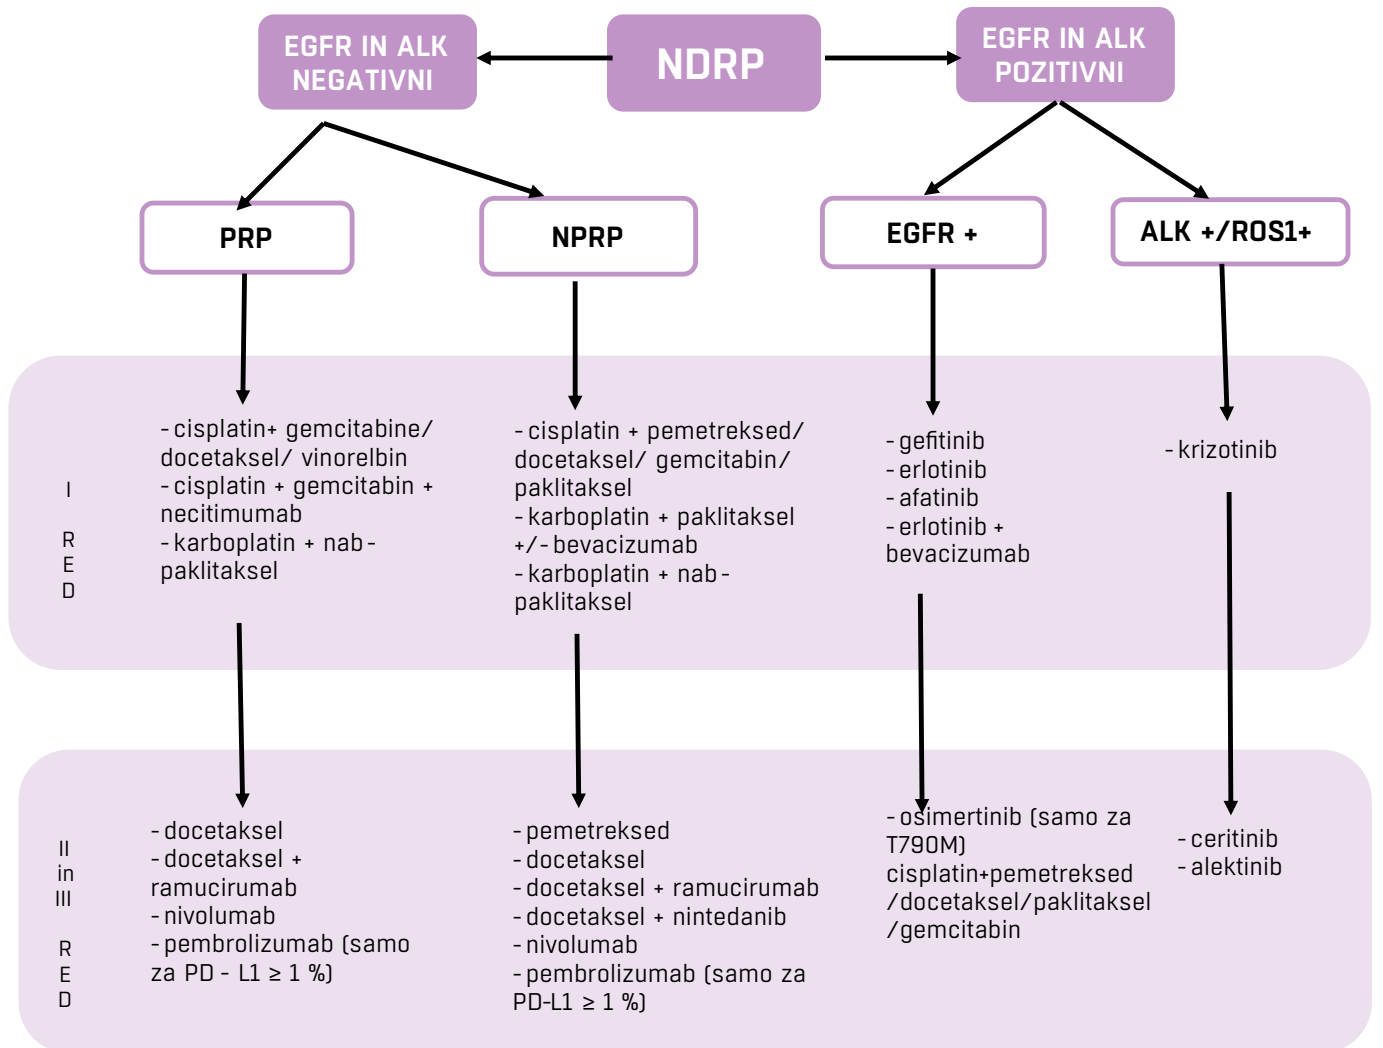 EGFR IN ALK
NEGATIVNI
NDRP
EGFR IN ALK
POZITIVNI
PRP
NPRP
EGFR +
ALK +/ROS1+
I
R
E
D
- cisplatin+ gemcitabine/
docetaksel/ vinorelbin
- cisplatin + gemcitabin +
necitimumab
- karboplatin + nab -
paklitaksel
- cisplatin + pemetreksed/
docetaksel/ gemcitabin/
paklitaksel
- karboplatin + paklitaksel
+/- bevacizumab
- karboplatin + nab -
paklitaksel
- gefitinib
- erlotinib
- afatinib
- erlotinib +
bevacizumab
- krizotinib
II
in
III
R
E
D
- docetaksel
- docetaksel +
ramucirumab
- nivolumab
- pembrolizumab (samo
za PD - L1 ≥ 1 %)
- pemetreksed
- docetaksel
- docetaksel + ramucirumab
- docetaksel + nintedanib
- nivolumab
- pembrolizumab (samo za
PD-L1 ≥ 1 %)
- osimertinib (samo za
T790M)
cisplatin+pemetreksed
/docetaksel/paklitaksel
/gemcitabin
- ceritinib
- alektinib